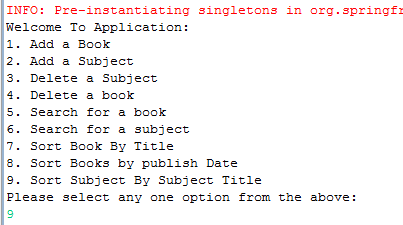 INFO: Pre-instantiating singletons in org.springfr
Welcome To Application:
1. Add a Book
2. Add a Subject
3. Delete a Subject
4. Delete a book
5. Search for a book
6. Search for a subject
7. Sort Book By Title
8. Sort Books by publish Date
9. Sort Subject By Subject Title
Please select any one option from the above:
9